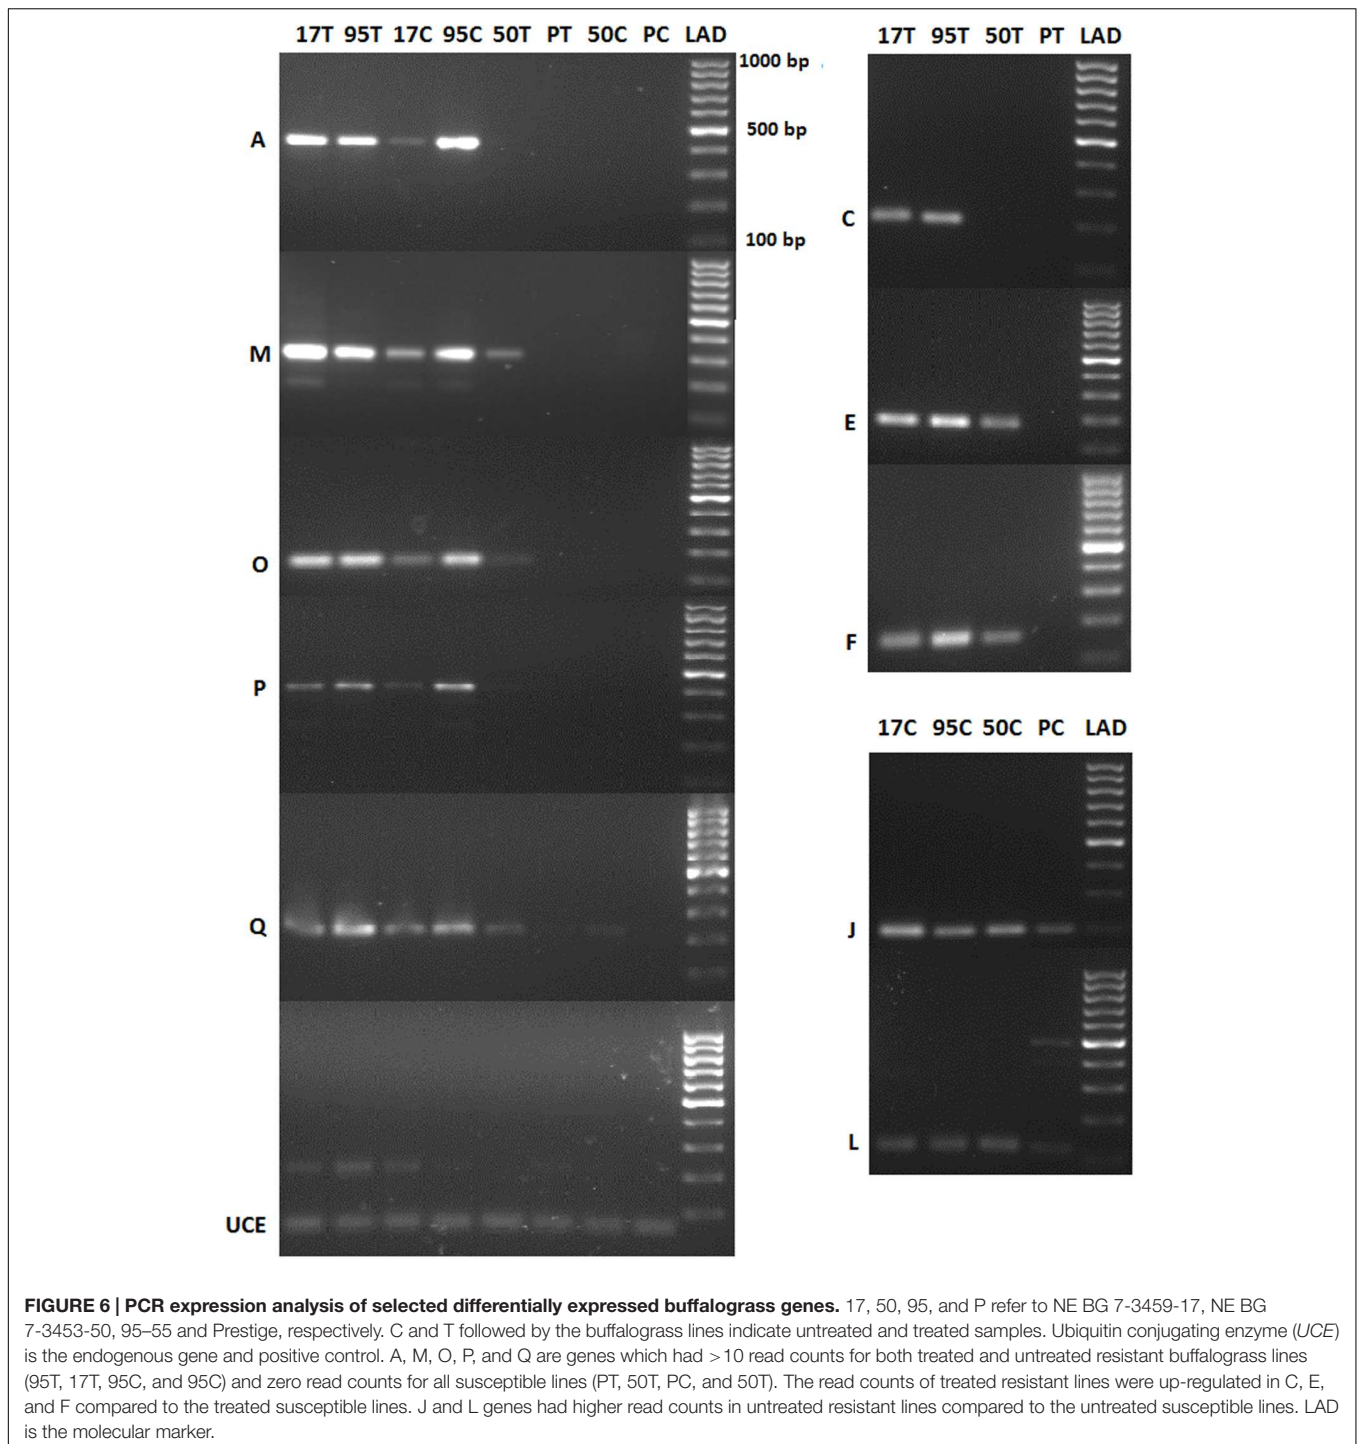 17T 95T 17C 95C 50T PT 50C PC LAD
1000 bp
A
500 bp
100 bp
M
O
P
Q
UCE
17T 95T 50T PT LAD
C
E
F
17C 95C 50C PC LAD
J
L
FIGURE 6 | PCR expression analysis of selected differentially expressed buffalograss genes. 17, 50, 95, and P refer to NE BG 7-3459-17, NE BG
7-3453-50, 95–55 and Prestige, respectively. C and T followed by the buffalograss lines indicate untreated and treated samples. Ubiquitin conjugating enzyme (UCE)
is the endogenous gene and positive control. A, M, O, P, and Q are genes which had >10 read counts for both treated and untreated resistant buffalograss lines
(95T, 17T, 95C, and 95C) and zero read counts for all susceptible lines (PT, 50T, PC, and 50T). The read counts of treated resistant lines were up-regulated in C, E,
and F compared to the treated susceptible lines. J and L genes had higher read counts in untreated resistant lines compared to the untreated susceptible lines. LAD
is the molecular marker.